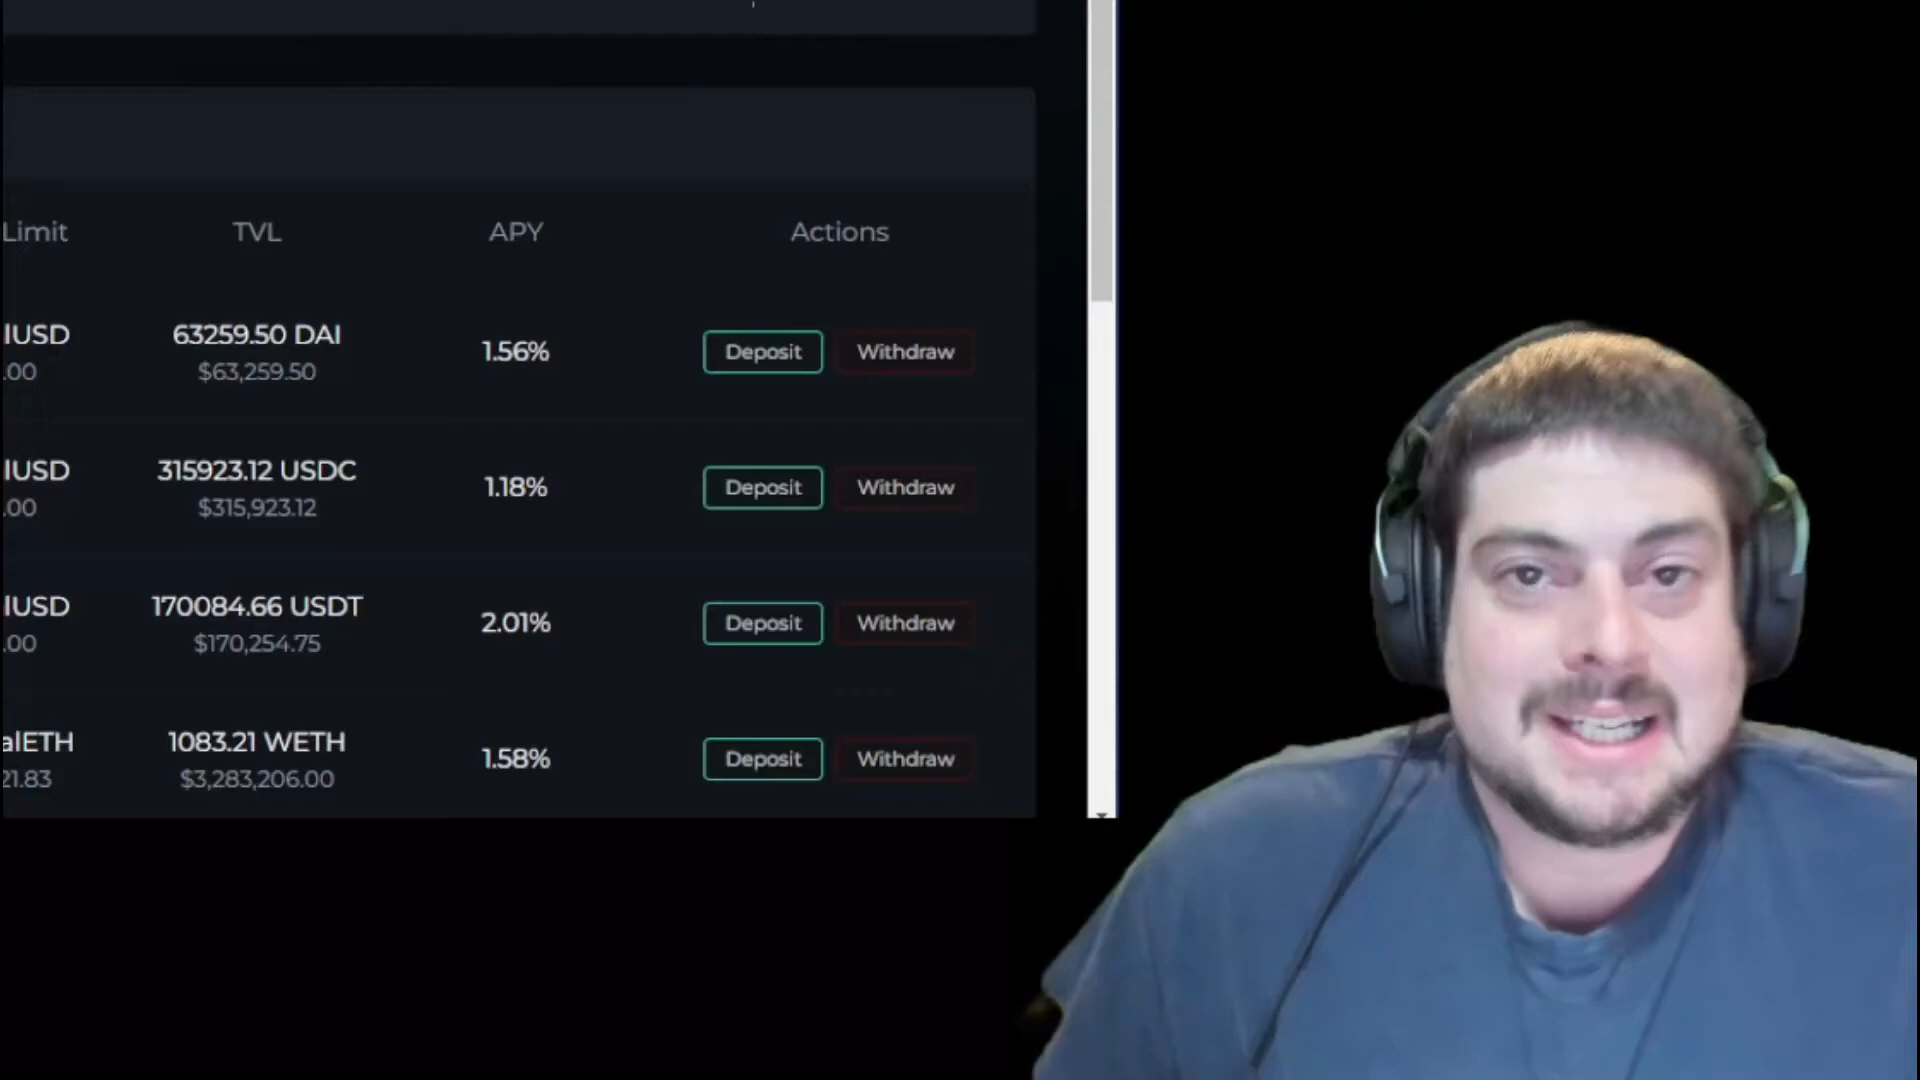 Limit TVL APY Actions
lUSD 63259.50 DAI 1.56% Deposit Withdraw
.00 $63,259.50
lUSD 315923.12 USDC 1.18% Deposit Withdraw
.00 $315,923.12
lUSD 170084.66 USDT 2.01% Deposit Withdraw
.00 $170,254.75
alETH 1083.21 WETH 1.58% Deposit Withdraw
21.83 $3,283,206.00